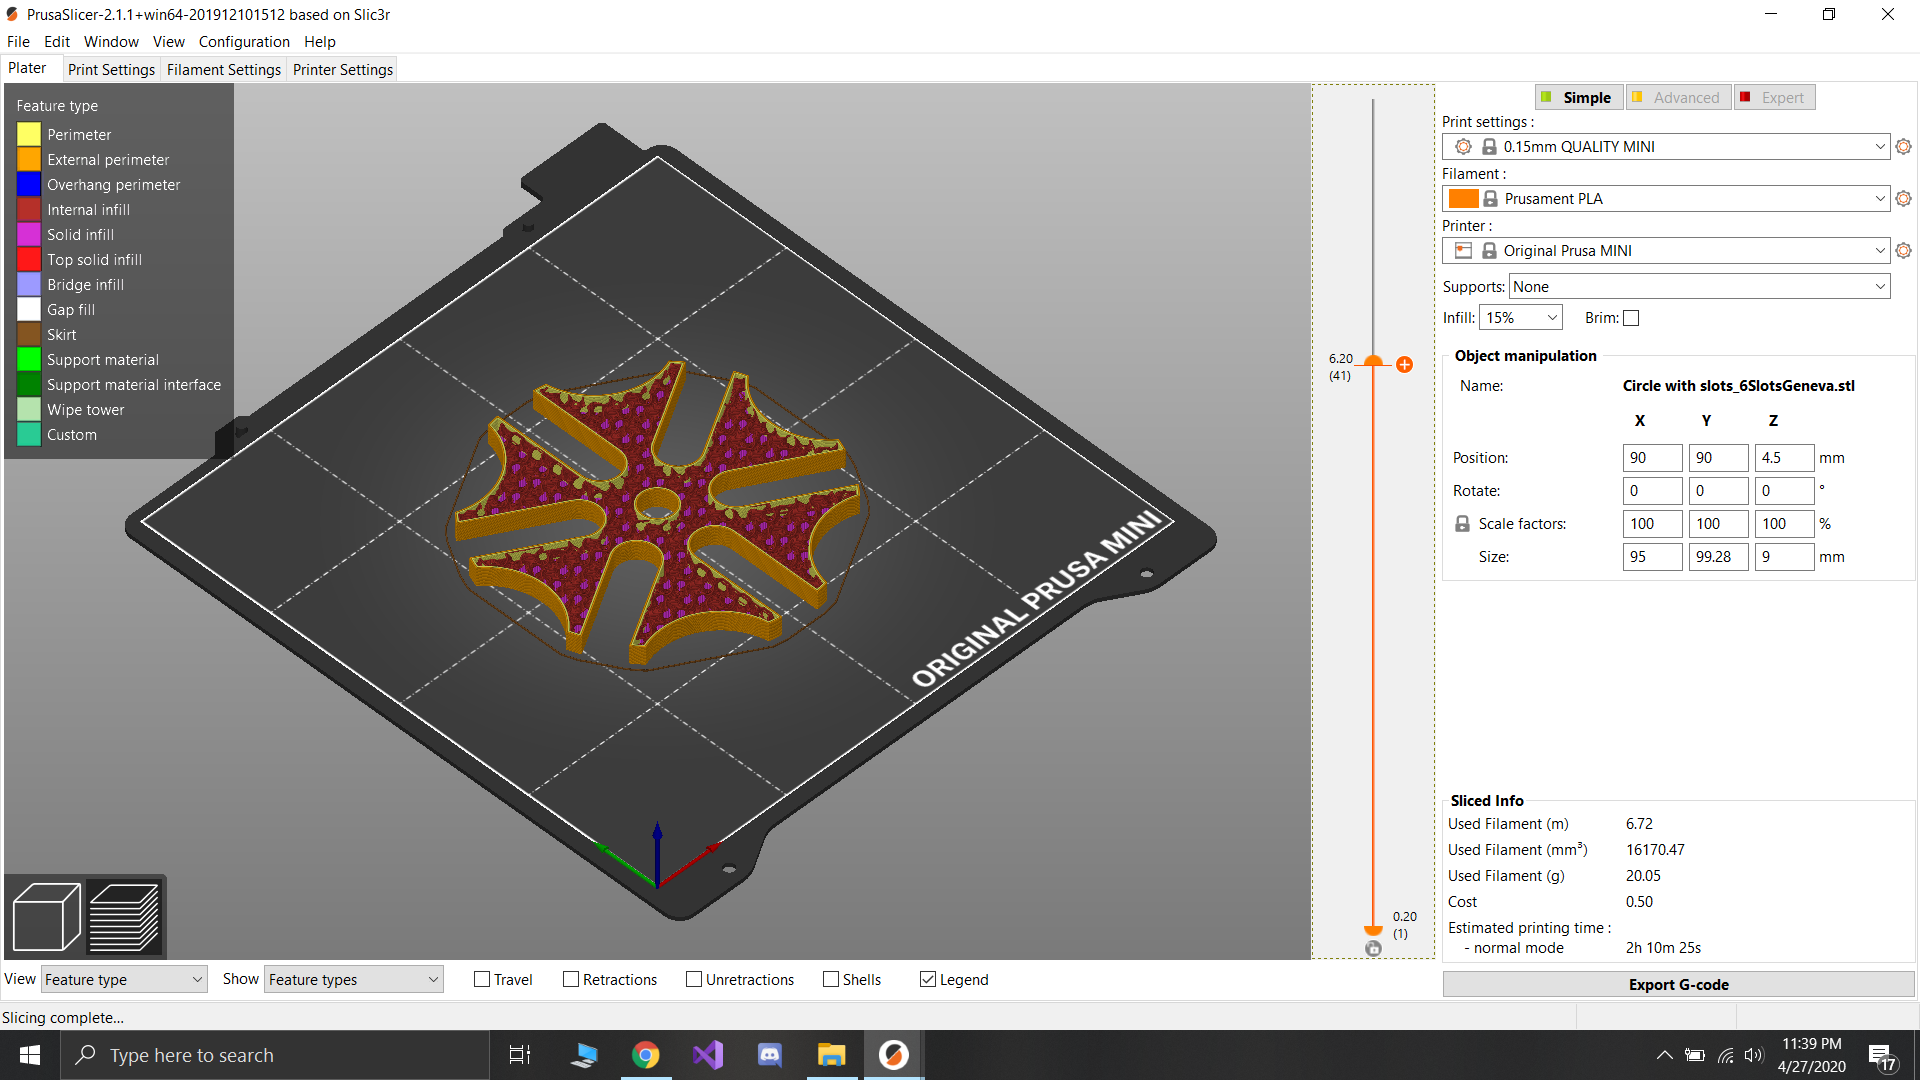 PrusaSlicer-2.1.1+win64-201912101512 based on Slic3r
File Edit Window View Configuration Help
Plater Print Settings Filament Settings Printer Settings
Feature type
Perimeter
External perimeter
Overhang perimeter
Internal infill
Solid infill
Top solid infill
Bridge infill
Gap fill
Skirt
Support material
Support material interface
Wipe tower
Custom
ORIGINAL PRUSA MINI
6.20
(41)
0.20
(1)
Simple Advanced Expert
Print settings :
0.15mm QUALITY MINI
Filament :
Prusament PLA
Printer :
Original Prusa MINI
Supports: None
Infill: 15% Brim:
Object manipulation
Name: Circle with slots_6SlotsGeneva.stl
X Y Z
Position: 90 90 4.5 mm
Rotate: 0 0 0 °
Scale factors: 100 100 100 %
Size: 95 99.28 9 mm
Sliced Info
Used Filament (m) 6.72
Used Filament (mm³) 16170.47
Used Filament (g) 20.05
Cost 0.50
Estimated printing time :
- normal mode 2h 10m 25s
Export G-code
View Feature type Show Feature types Travel Retractions Unretractions Shells Legend
Slicing complete...
Type here to search
11:39 PM
4/27/2020
17